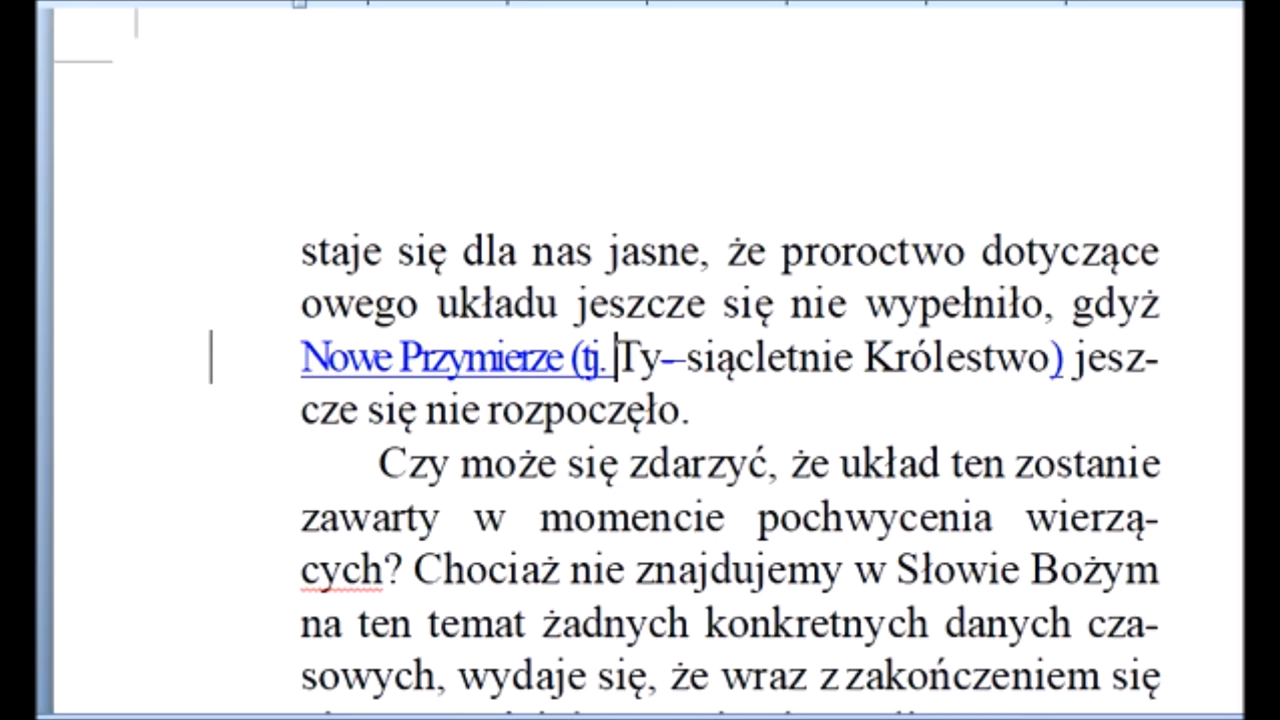 staje się dla nas jasne, że proroctwo dotyczące
owego układu jeszcze się nie wypełniło, gdyż
Nowe Przymierze (tj. Ty-siącletnie Królestwo) jesz-
cze się nie rozpoczęło.
Czy może się zdarzyć, że układ ten zostanie
zawarty w momencie pochwycenia wierzą-
cych? Chociaż nie znajdujemy w Słowie Bożym
na ten temat żadnych konkretnych danych cza-
sowych, wydaje się, że wraz z zakończeniem się